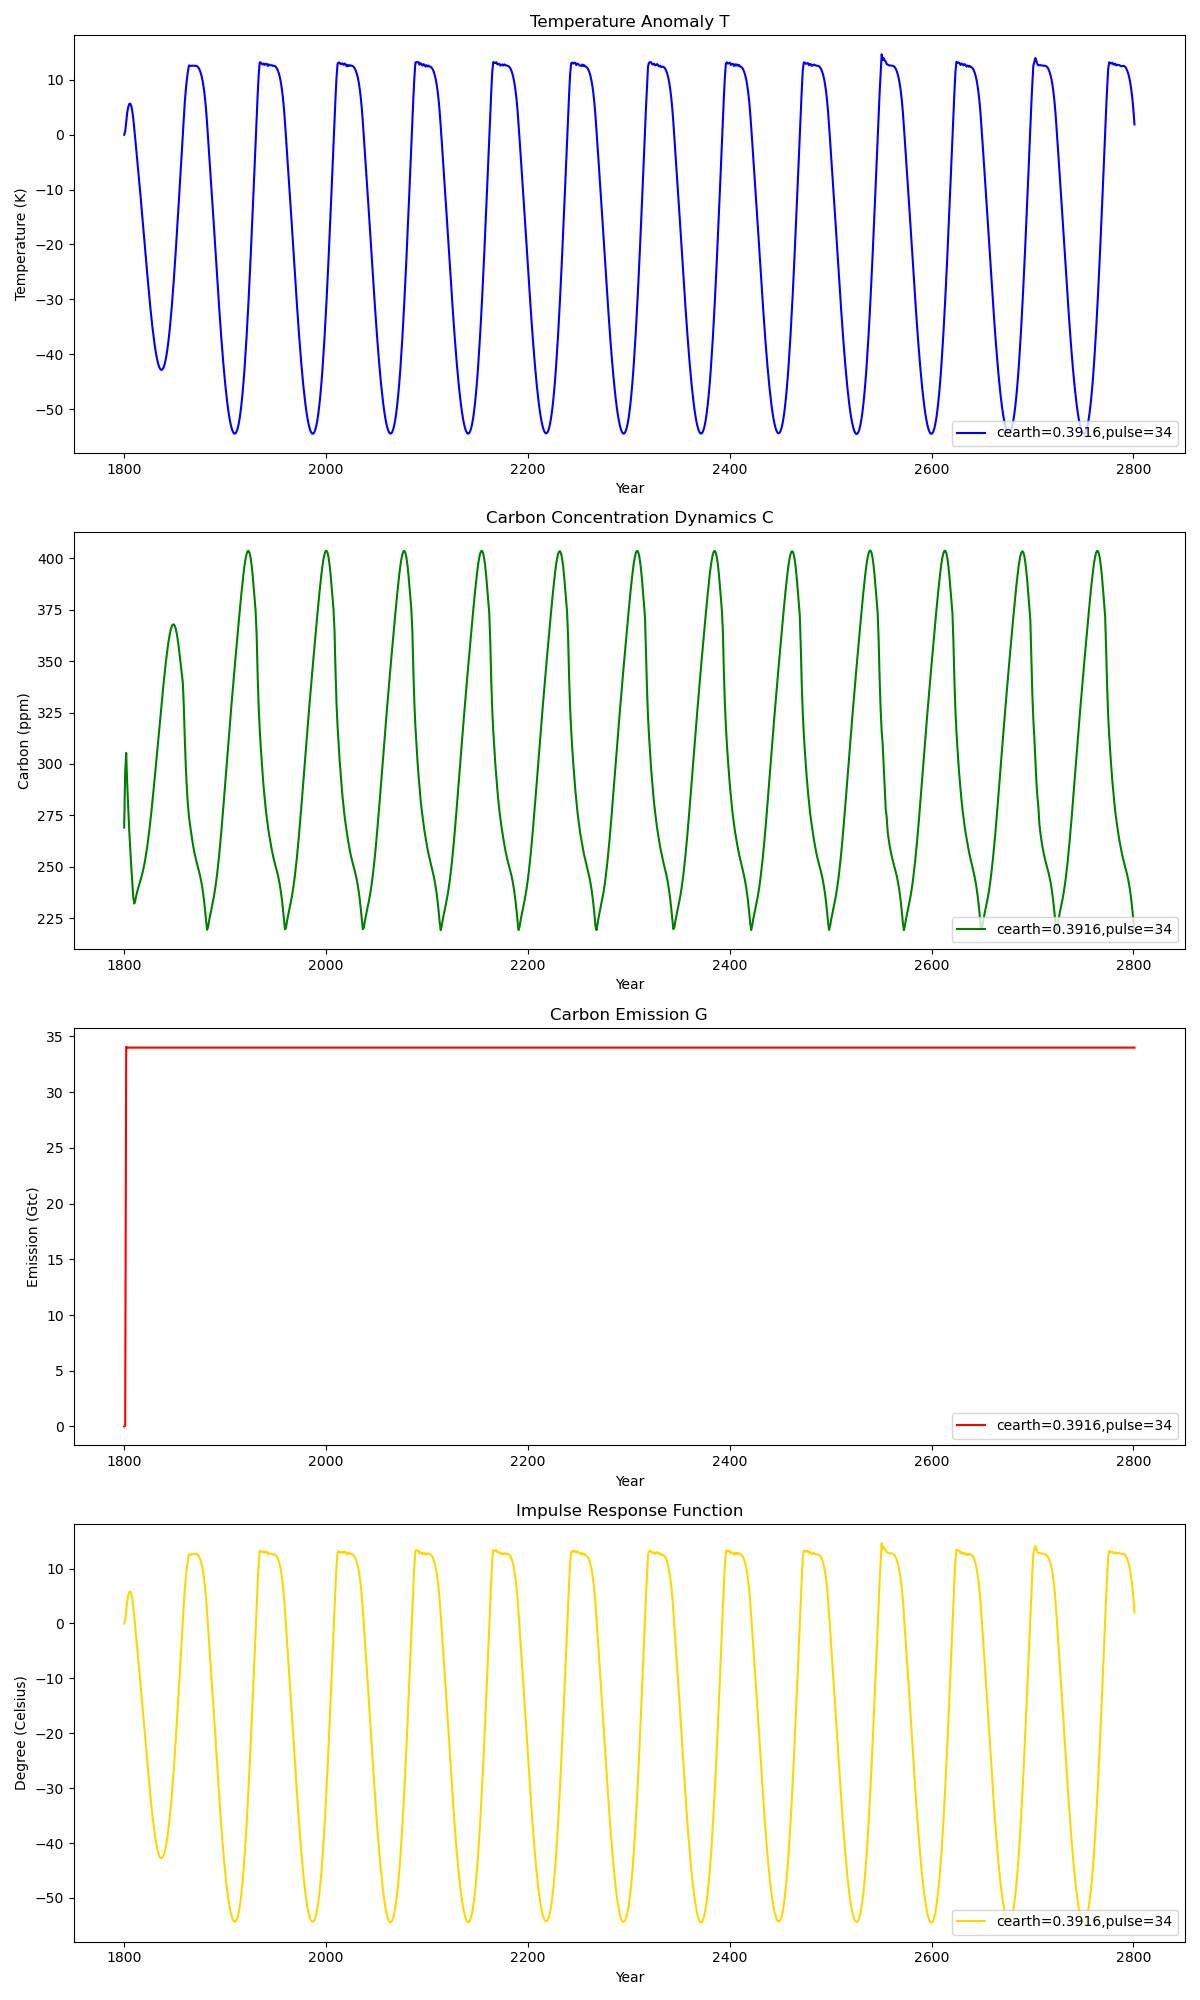 Temperature Anomaly T
10
0
−10
−20
−30
−40
−50
Temperature (K)
cearth=0.3916,pulse=34
1800 2000 2200 2400 2600 2800
Year
Carbon Concentration Dynamics C
400
375
350
325
300
275
250
225
Carbon (ppm)
cearth=0.3916,pulse=34
1800 2000 2200 2400 2600 2800
Year
Carbon Emission G
35
30
25
20
15
10
5
0
Emission (Gtc)
cearth=0.3916,pulse=34
1800 2000 2200 2400 2600 2800
Year
Impulse Response Function
10
0
−10
−20
−30
−40
−50
Degree (Celsius)
cearth=0.3916,pulse=34
1800 2000 2200 2400 2600 2800
Year